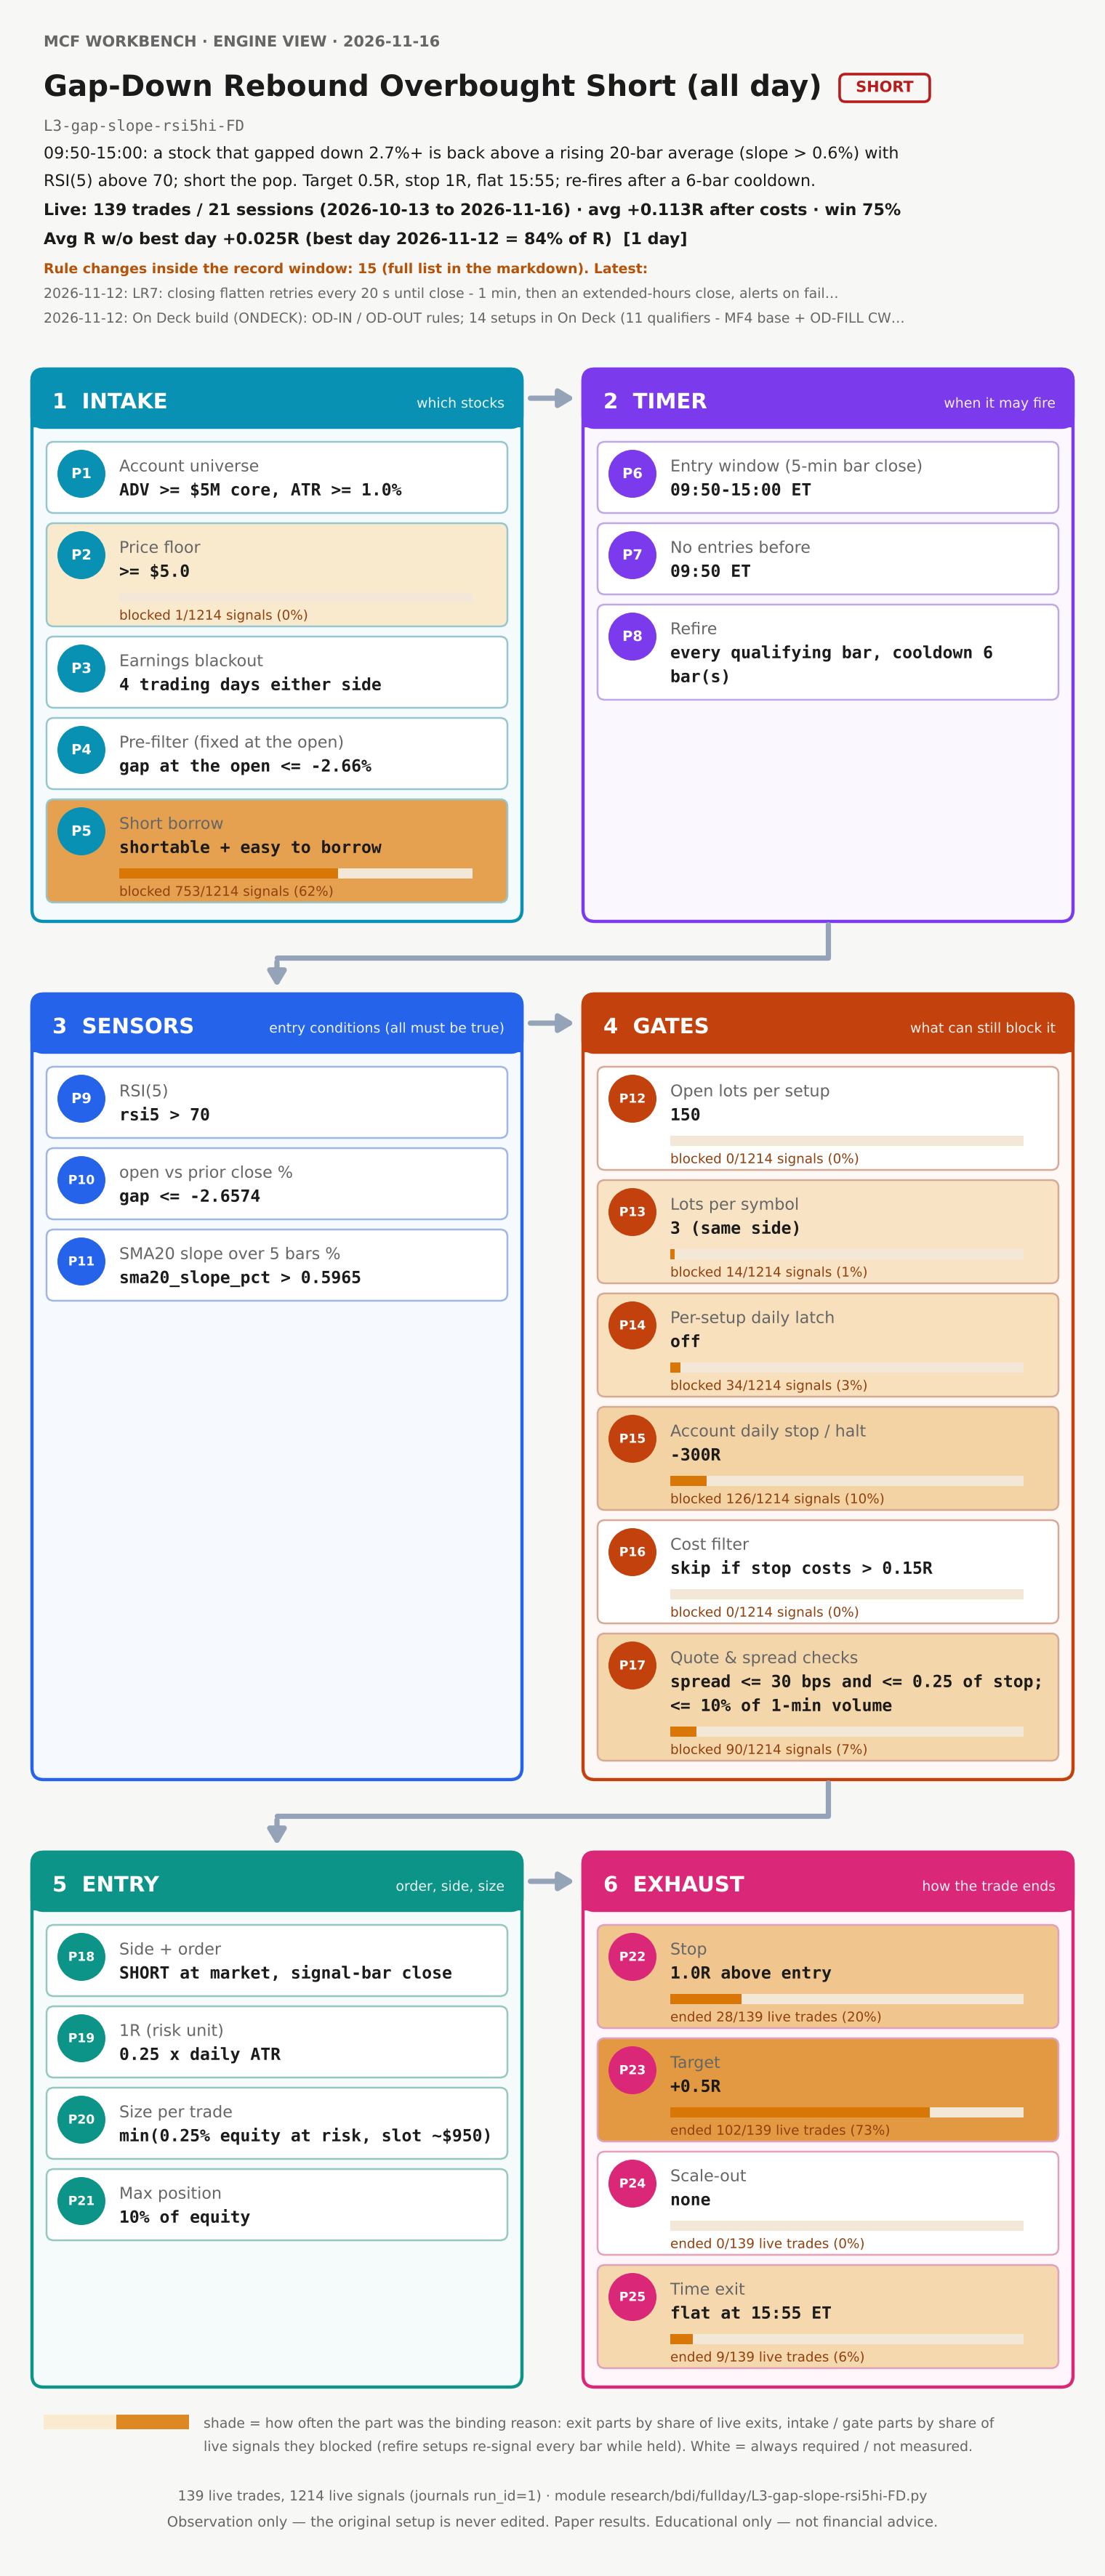 MCF WORKBENCH · ENGINE VIEW · 2026-11-16
Gap-Down Rebound Overbought Short (all day) SHORT
L3-gap-slope-rsi5hi-FD
09:50-15:00: a stock that gapped down 2.7%+ is back above a rising 20-bar average (slope > 0.6%) with
RSI(5) above 70; short the pop. Target 0.5R, stop 1R, flat 15:55; re-fires after a 6-bar cooldown.
Live: 139 trades / 21 sessions (2026-10-13 to 2026-11-16) · avg +0.113R after costs · win 75%
Avg R w/o best day +0.025R (best day 2026-11-12 = 84% of R) [1 day]
Rule changes inside the record window: 15 (full list in the markdown). Latest:
2026-11-12: LR7: closing flatten retries every 20 s until close - 1 min, then an extended-hours close, alerts on fail…
2026-11-12: On Deck build (ONDECK): OD-IN / OD-OUT rules; 14 setups in On Deck (11 qualifiers - MF4 base + OD-FILL CW…
1 INTAKE which stocks
P1
Account universe
ADV >= $5M core, ATR >= 1.0%
P2
Price floor
>= $5.0
blocked 1/1214 signals (0%)
P3
Earnings blackout
4 trading days either side
P4
Pre-filter (fixed at the open)
gap at the open <= -2.66%
P5
Short borrow
shortable + easy to borrow
blocked 753/1214 signals (62%)
2 TIMER when it may fire
P6
Entry window (5-min bar close)
09:50-15:00 ET
P7
No entries before
09:50 ET
P8
Refire
every qualifying bar, cooldown 6
bar(s)
3 SENSORS entry conditions (all must be true)
P9
RSI(5)
rsi5 > 70
P10
open vs prior close %
gap <= -2.6574
P11
SMA20 slope over 5 bars %
sma20_slope_pct > 0.5965
4 GATES what can still block it
P12
Open lots per setup
150
blocked 0/1214 signals (0%)
P13
Lots per symbol
3 (same side)
blocked 14/1214 signals (1%)
P14
Per-setup daily latch
off
blocked 34/1214 signals (3%)
P15
Account daily stop / halt
-300R
blocked 126/1214 signals (10%)
P16
Cost filter
skip if stop costs > 0.15R
blocked 0/1214 signals (0%)
P17
Quote & spread checks
spread <= 30 bps and <= 0.25 of stop;
<= 10% of 1-min volume
blocked 90/1214 signals (7%)
5 ENTRY order, side, size
P18
Side + order
SHORT at market, signal-bar close
P19
1R (risk unit)
0.25 x daily ATR
P20
Size per trade
min(0.25% equity at risk, slot ~$950)
P21
Max position
10% of equity
6 EXHAUST how the trade ends
P22
Stop
1.0R above entry
ended 28/139 live trades (20%)
P23
Target
+0.5R
ended 102/139 live trades (73%)
P24
Scale-out
none
ended 0/139 live trades (0%)
P25
Time exit
flat at 15:55 ET
ended 9/139 live trades (6%)
shade = how often the part was the binding reason: exit parts by share of live exits, intake / gate parts by share of
live signals they blocked (refire setups re-signal every bar while held). White = always required / not measured.
139 live trades, 1214 live signals (journals run_id=1) · module research/bdi/fullday/L3-gap-slope-rsi5hi-FD.py
Observation only — the original setup is never edited. Paper results. Educational only — not financial advice.